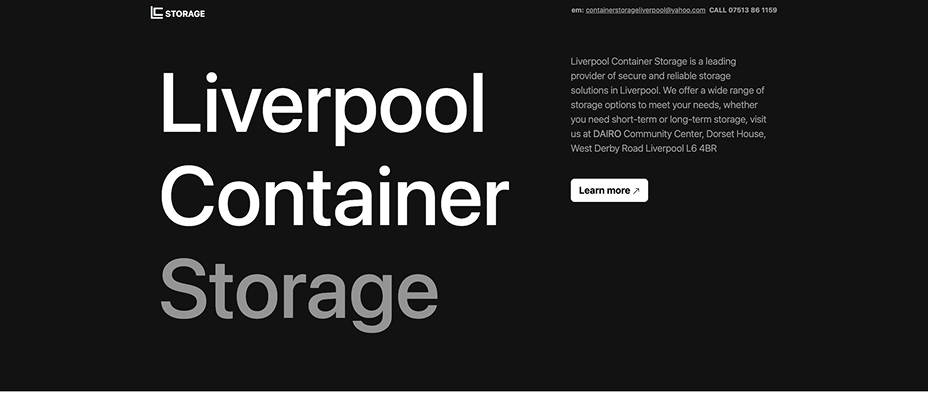 STORAGE
em: containerstorageliverpool@yahoo.com CALL 07513 86 1159
Liverpool
Container
Storage
Liverpool Container Storage is a leading
provider of secure and reliable storage
solutions in Liverpool. We offer a wide range of
storage options to meet your needs, whether
you need short-term or long-term storage, visit
us at DAIRO Community Center, Dorset House,
West Derby Road Liverpool L6 4BR
Learn more ↗